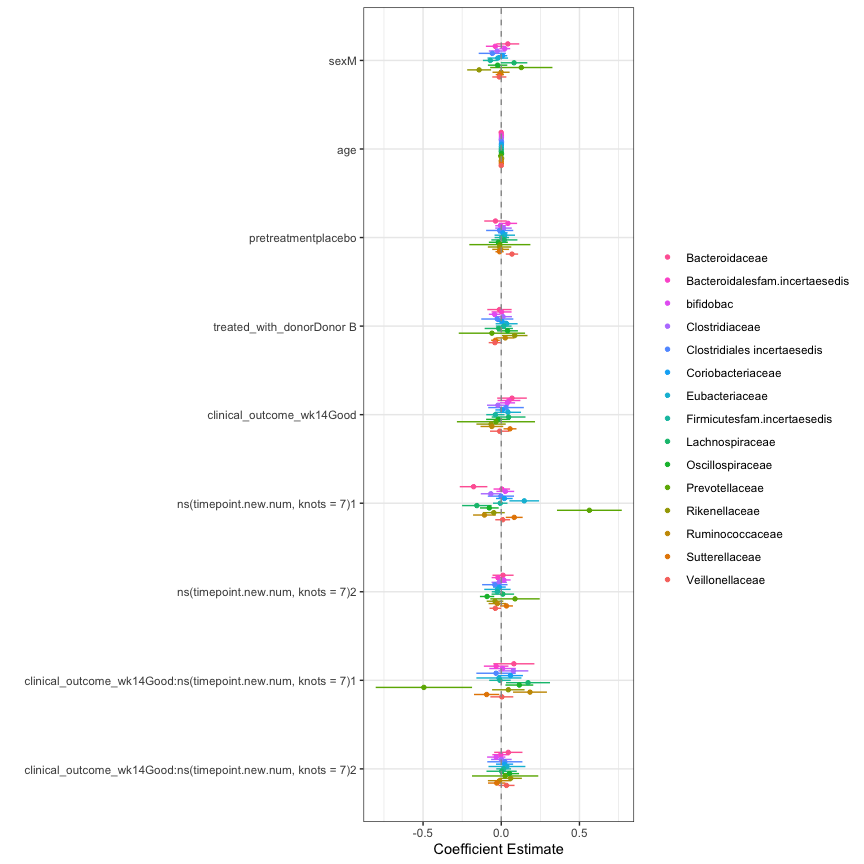 sexM
age
pretreatmentplacebo
treated_with_donorDonor B
clinical_outcome_wk14Good
ns(timepoint.new.num, knots = 7)1
ns(timepoint.new.num, knots = 7)2
clinical_outcome_wk14Good:ns(timepoint.new.num, knots = 7)1
clinical_outcome_wk14Good:ns(timepoint.new.num, knots = 7)2
-0.5 0.0 0.5
Coefficient Estimate
Bacteroidaceae
Bacteroidalesfam.incertaesedis
bifidobac
Clostridiaceae
Clostridiales incertaesedis
Coriobacteriaceae
Eubacteriaceae
Firmicutesfam.incertaesedis
Lachnospiraceae
Oscillospiraceae
Prevotellaceae
Rikenellaceae
Ruminococcaceae
Sutterellaceae
Veillonellaceae